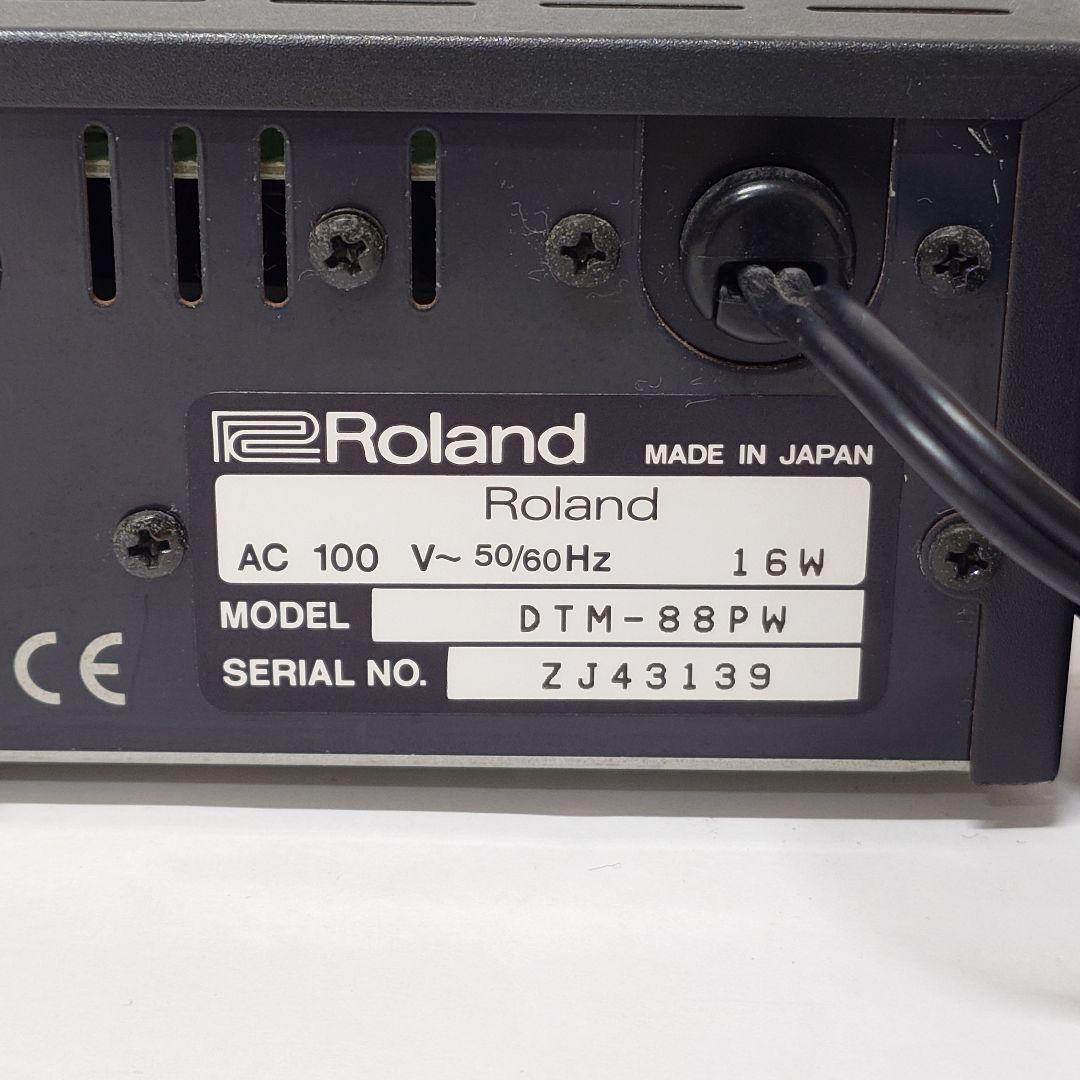 Roland MADE IN JAPAN
Roland
AC 100 V~ 50/60Hz 16W
MODEL DTM-88PW
SERIAL NO. ZJ43139
CE